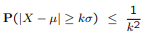 P(|X − μ| ≥ kσ) ≤ 1/k²